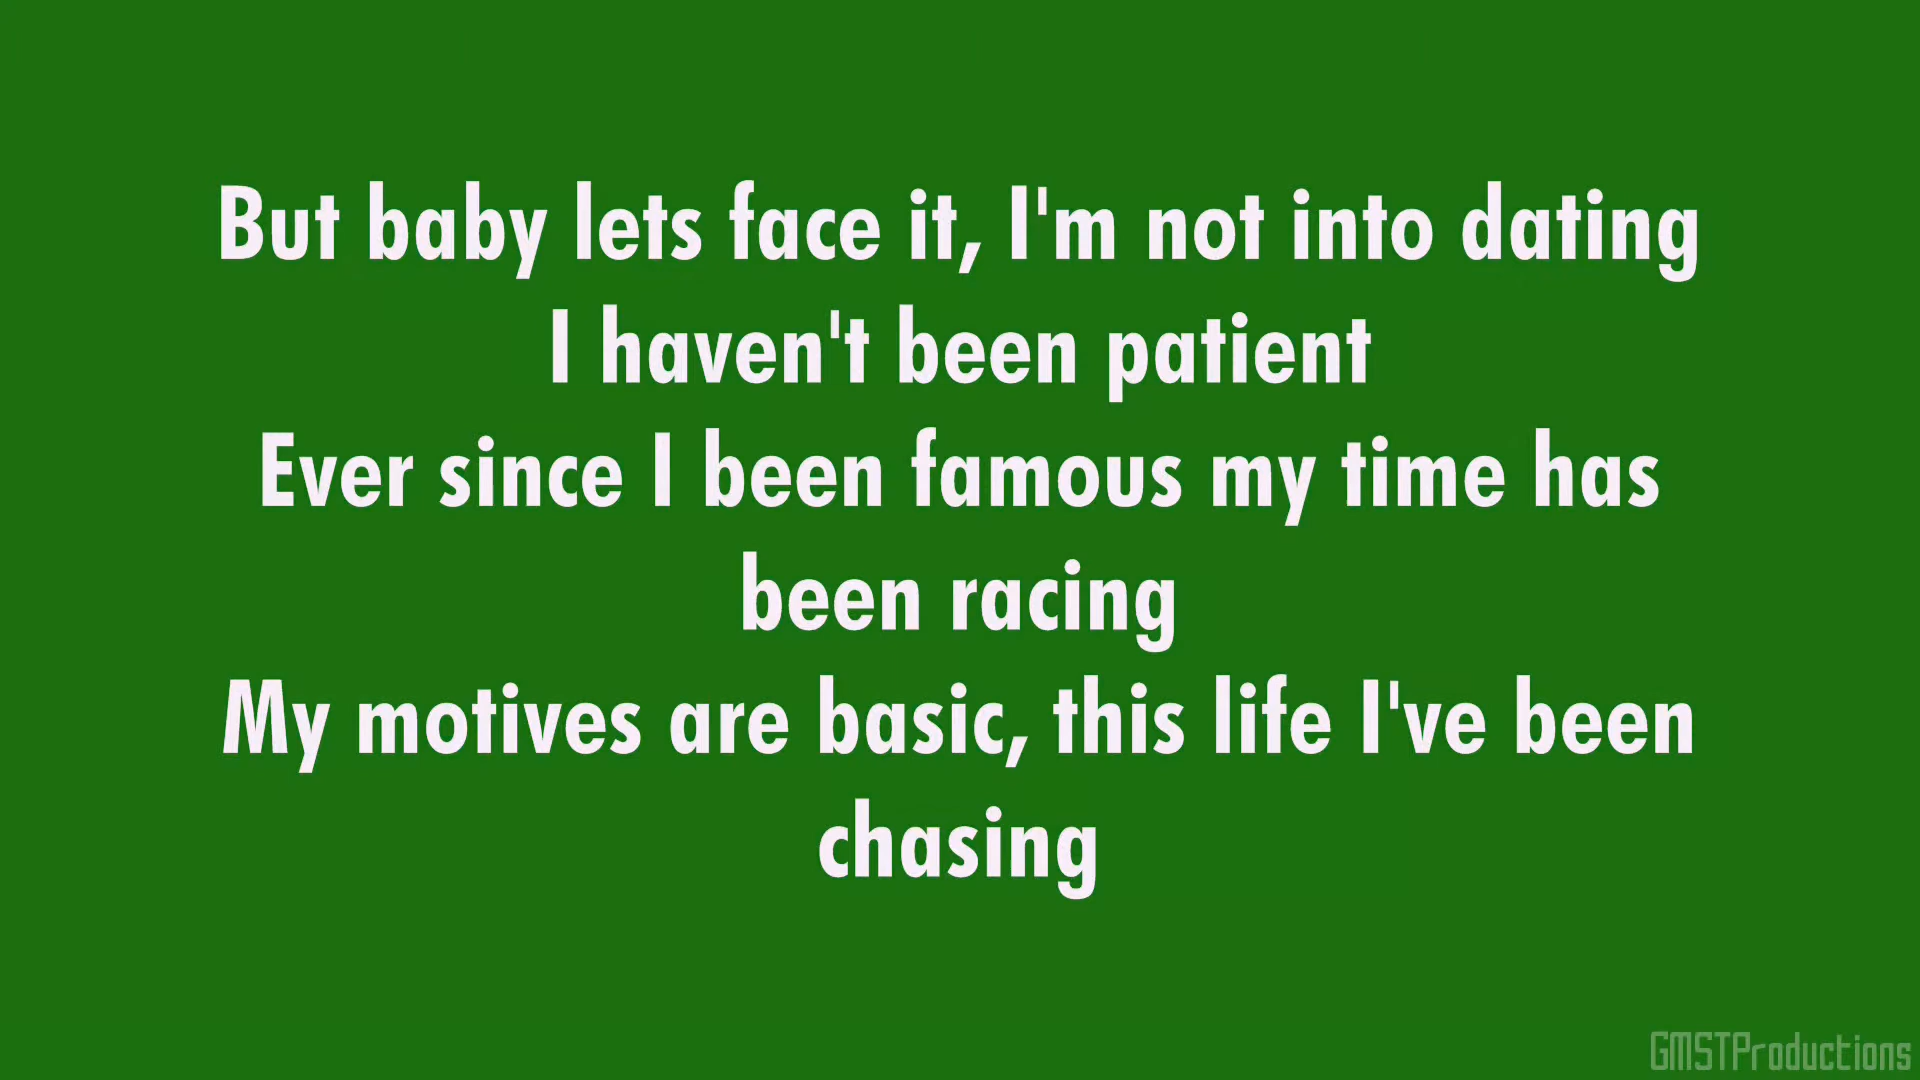 But baby lets face it, I'm not into dating
I haven't been patient
Ever since I been famous my time has
been racing
My motives are basic, this life I've been
chasing
GMSTProductions